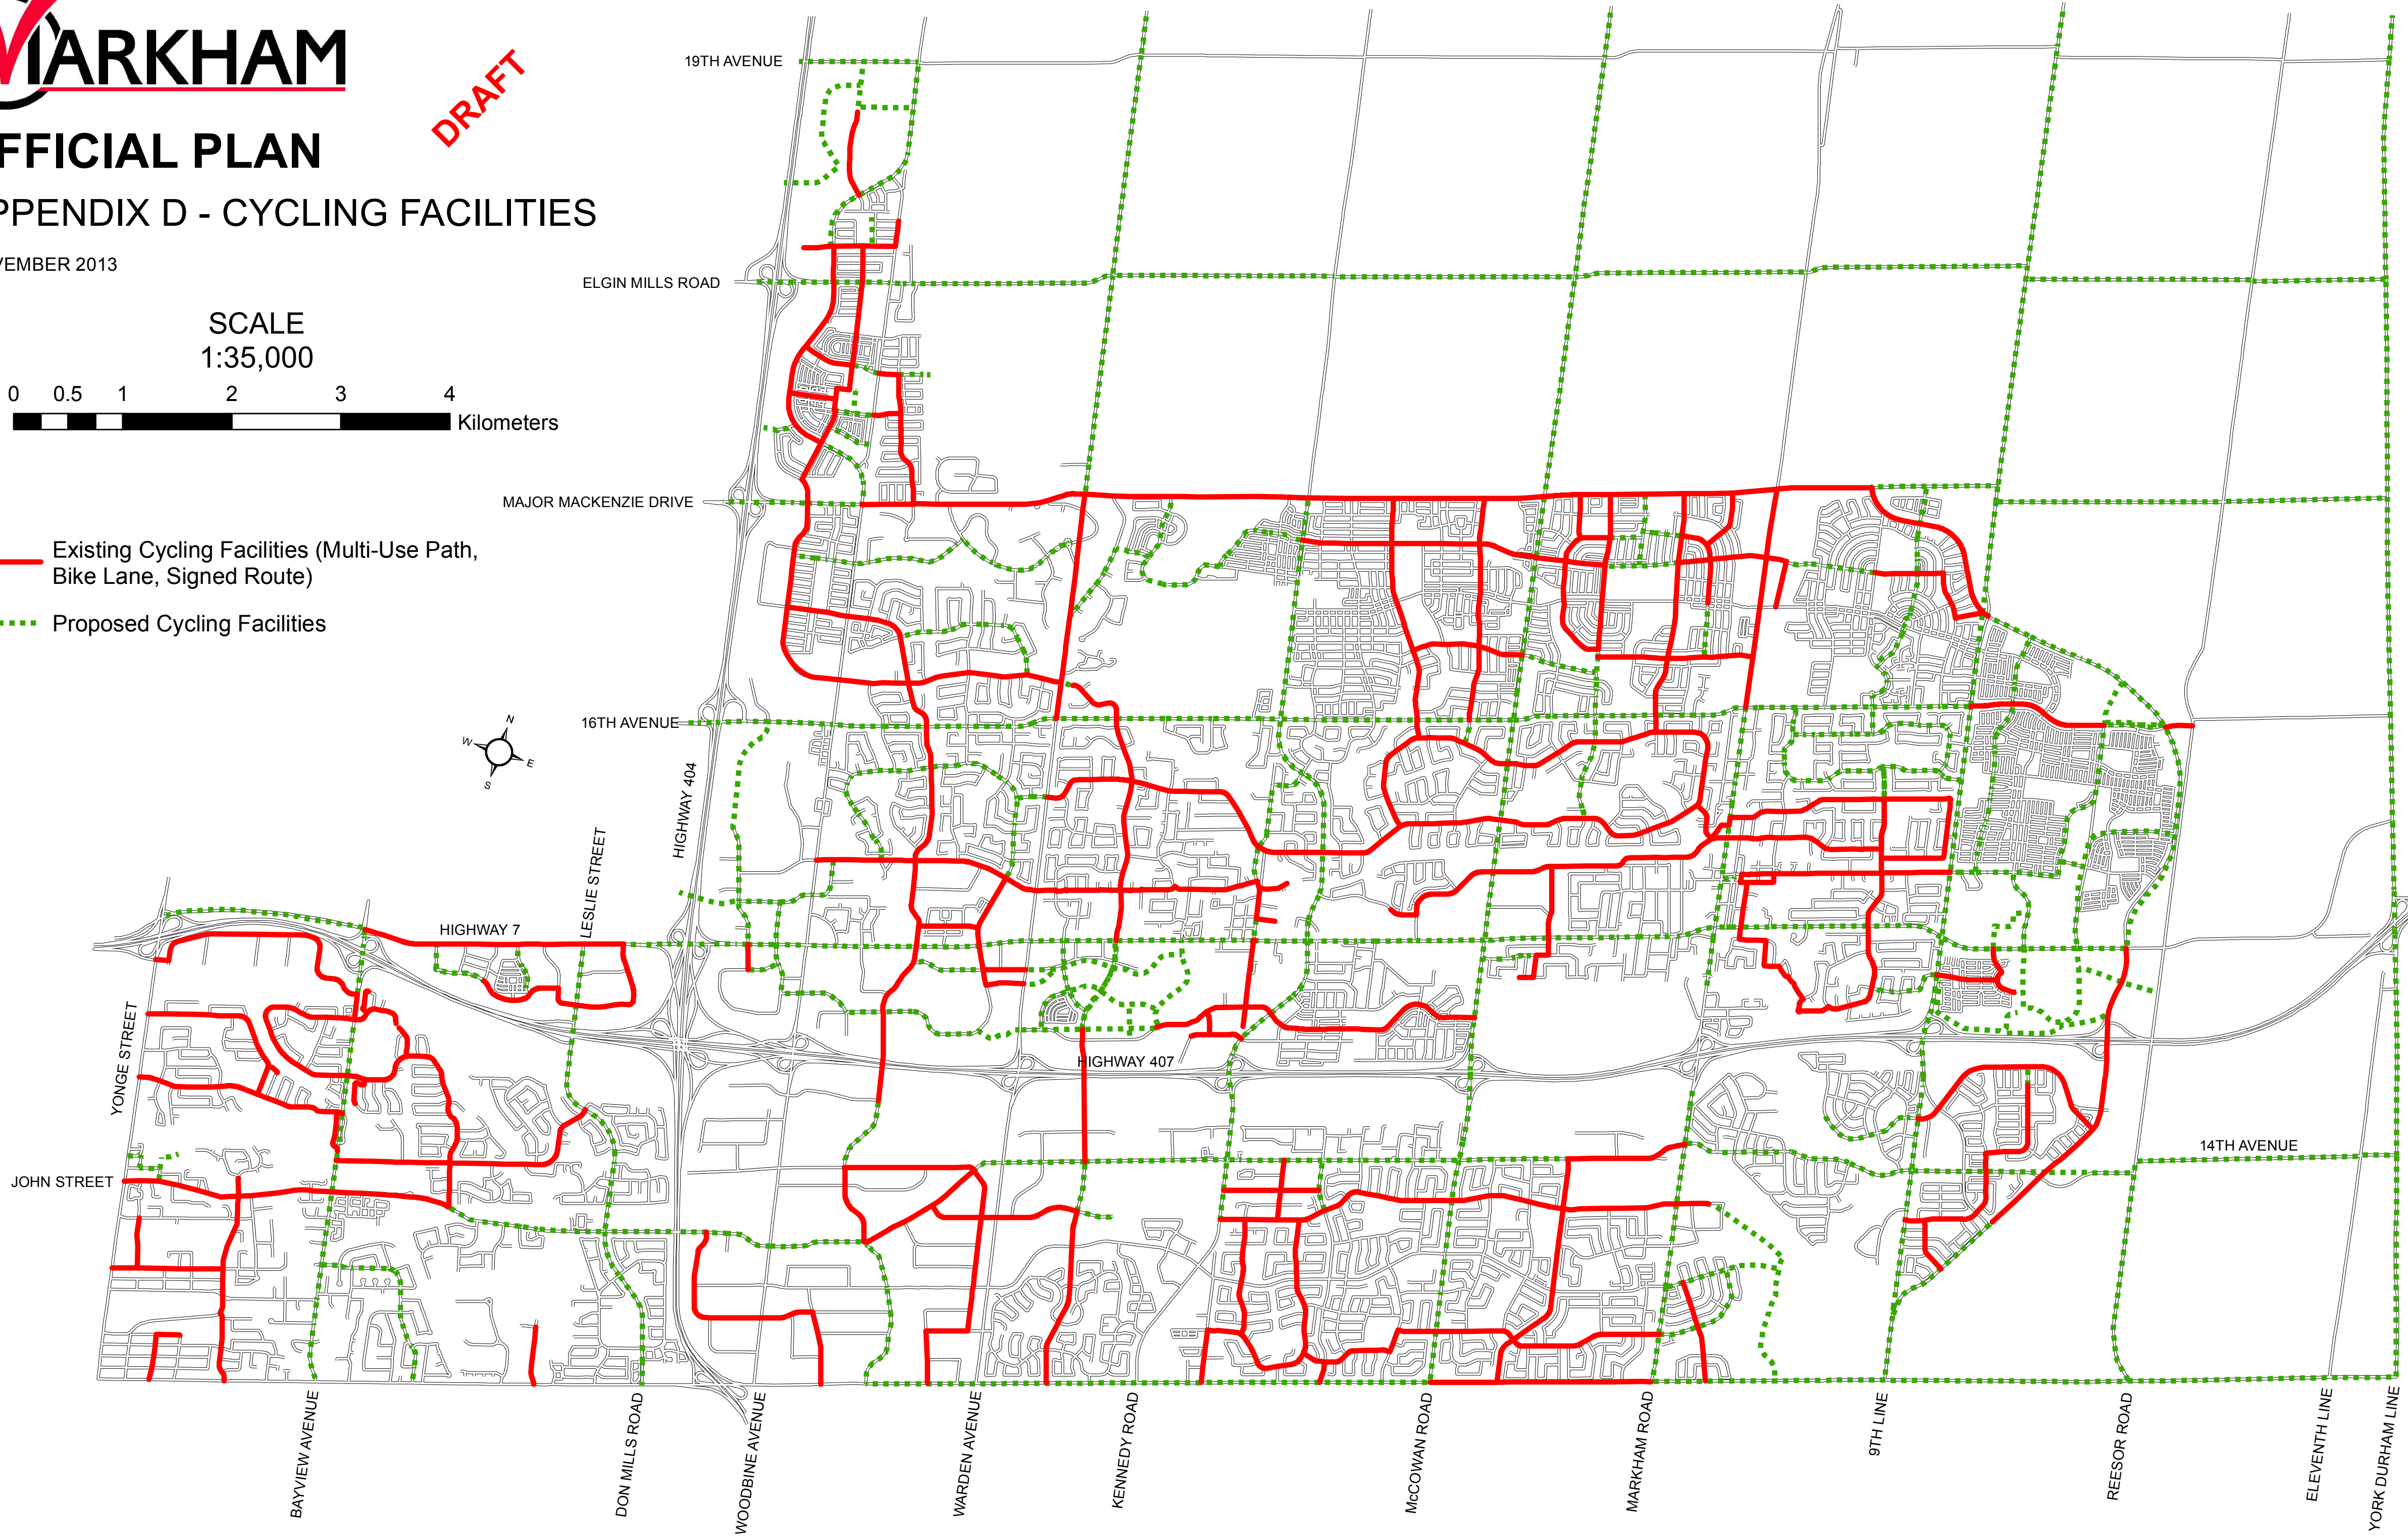 MARKHAM
DRAFT
FFICIAL PLAN
PPENDIX D - CYCLING FACILITIES
VEMBER 2013
SCALE
1:35,000
0 0.5 1 2 3 4
Kilometers
Existing Cycling Facilities (Multi-Use Path,
Bike Lane, Signed Route)
Proposed Cycling Facilities
19TH AVENUE
ELGIN MILLS ROAD
MAJOR MACKENZIE DRIVE
16TH AVENUE
N
W
E
S
HIGHWAY 404
LESLIE STREET
HIGHWAY 7
YONGE STREET
HIGHWAY 407
JOHN STREET
14TH AVENUE
BAYVIEW AVENUE
DON MILLS ROAD
WOODBINE AVENUE
WARDEN AVENUE
KENNEDY ROAD
McCOWAN ROAD
MARKHAM ROAD
9TH LINE
REESOR ROAD
ELEVENTH LINE
YORK DURHAM LINE